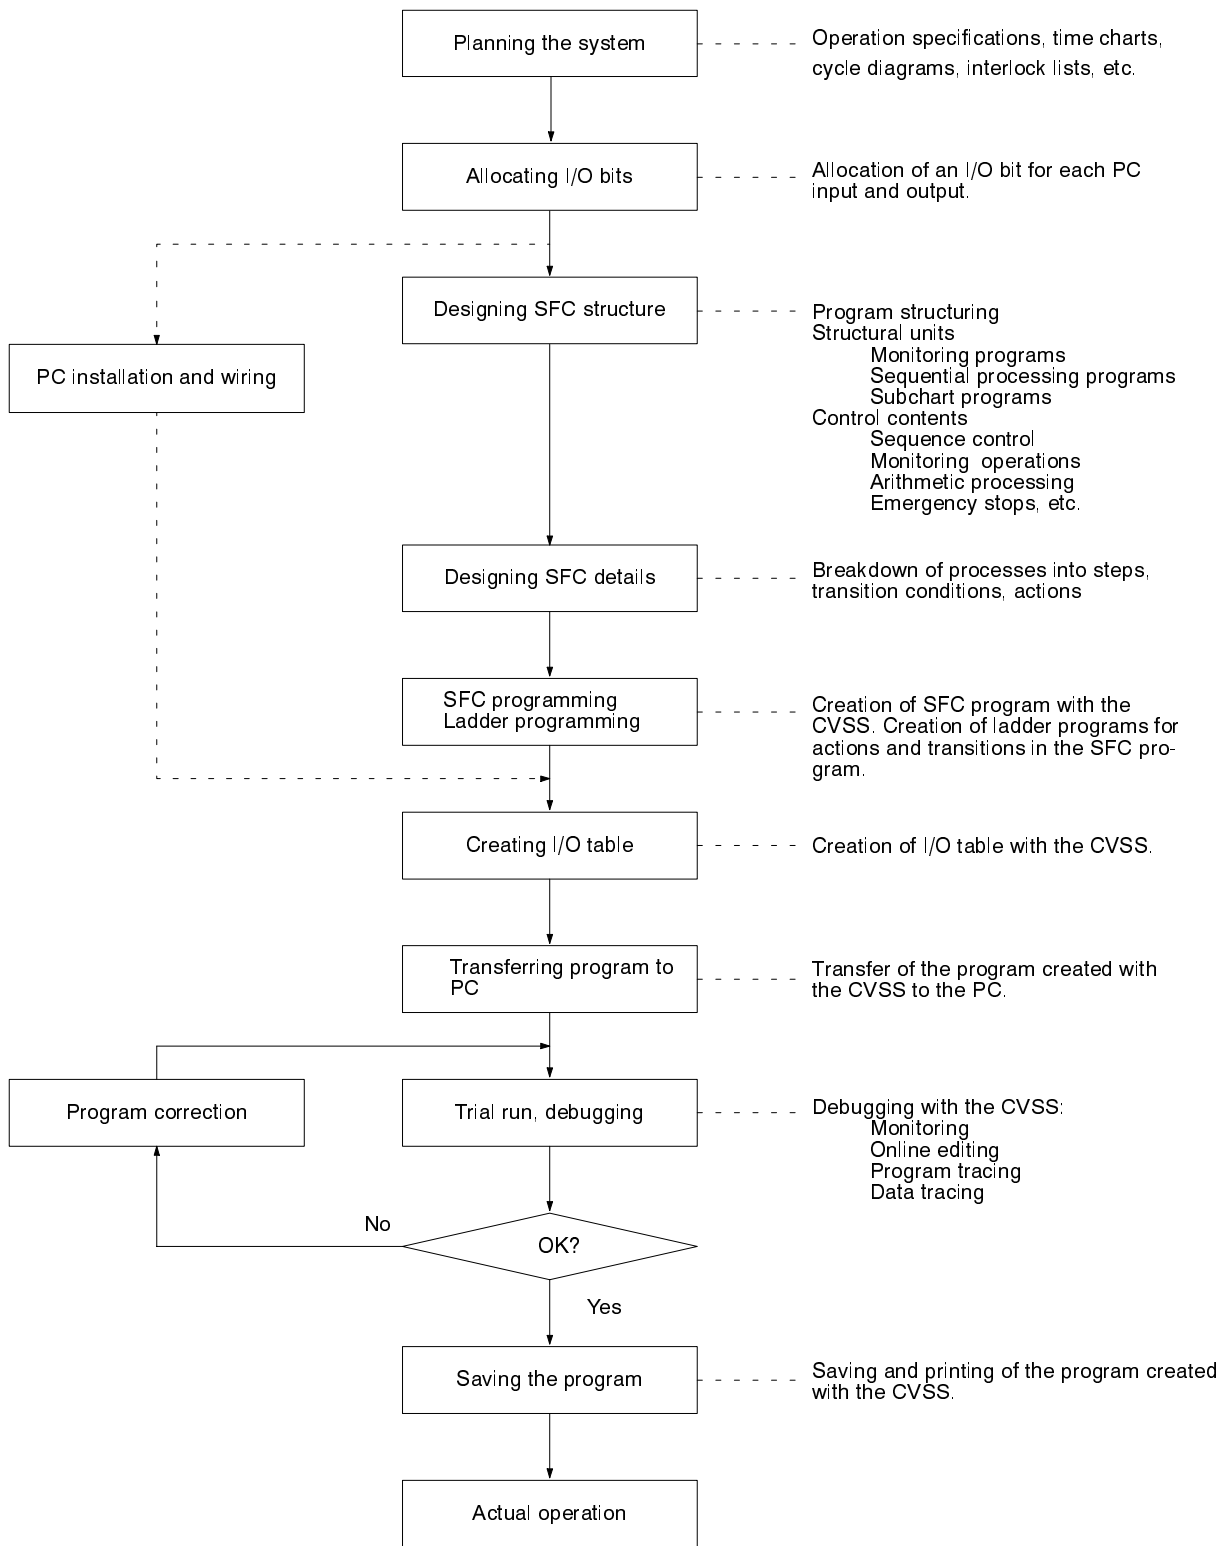 Planning the system
Operation specifications, time charts,
cycle diagrams, interlock lists, etc.
Allocating I/O bits
Allocation of an I/O bit for each PC
input and output.
Designing SFC structure
Program structuring
Structural units
Monitoring programs
Sequential processing programs
Subchart programs
Control contents
Sequence control
Monitoring operations
Arithmetic processing
Emergency stops, etc.
PC installation and wiring
Designing SFC details
Breakdown of processes into steps,
transition conditions, actions
SFC programming
Ladder programming
Creation of SFC program with the
CVSS. Creation of ladder programs for
actions and transitions in the SFC pro-
gram.
Creating I/O table
Creation of I/O table with the CVSS.
Transferring program to
PC
Transfer of the program created with
the CVSS to the PC.
Program correction
Trial run, debugging
Debugging with the CVSS:
Monitoring
Online editing
Program tracing
Data tracing
No
OK?
Yes
Saving the program
Saving and printing of the program created
with the CVSS.
Actual operation